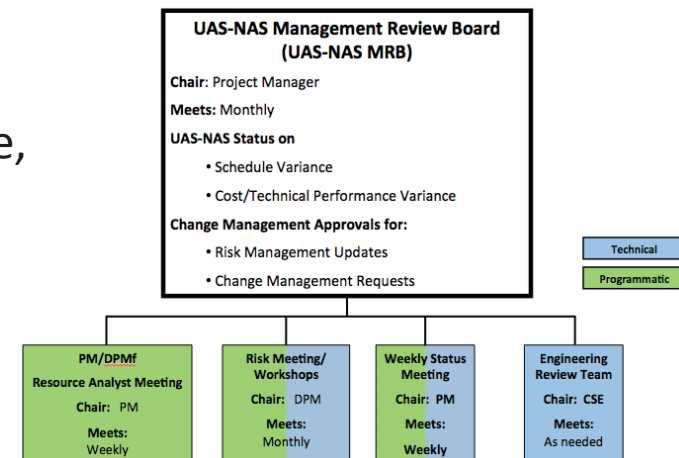 UAS-NAS Management Review Board
(UAS-NAS MRB)
Chair: Project Manager
Meets: Monthly
UAS-NAS Status on
• Schedule Variance
• Cost/Technical Performance Variance
Change Management Approvals for:
• Risk Management Updates
• Change Management Requests
e,
Technical
Programmatic
PM/DPMf
Resource Analyst Meeting
Chair: PM
Meets:
Weekly
Risk Meeting/
Workshops
Chair: DPM
Meets:
Monthly
Weekly Status
Meeting
Chair: PM
Meets:
Weekly
Engineering
Review Team
Chair: CSE
Meets:
As needed